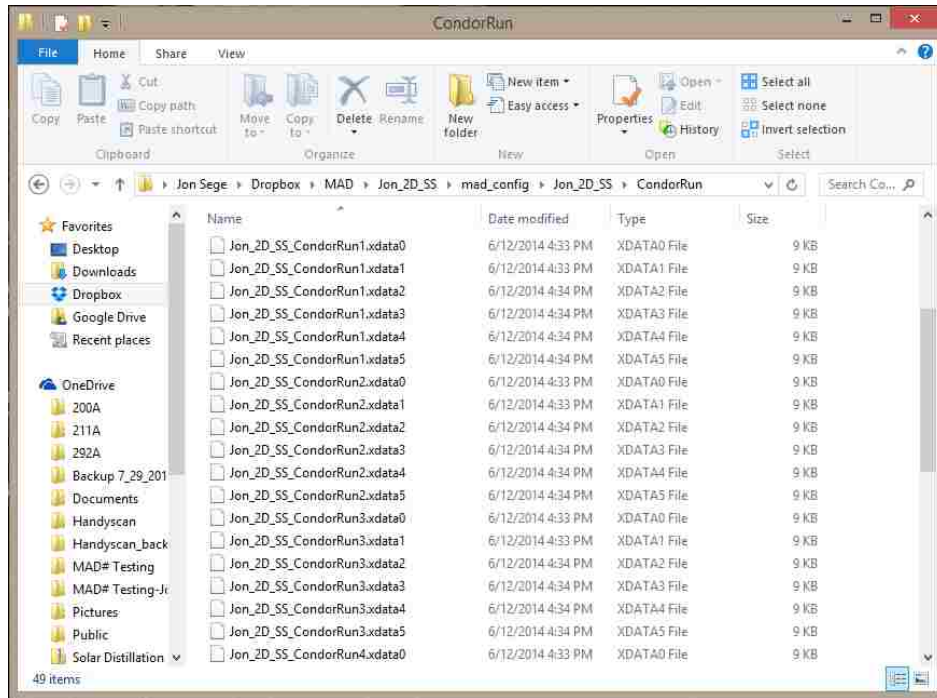 CondorRun
File Home Share View
Copy Paste Cut Copy path Paste shortcut Move to Copy to Delete Rename New folder New item Easy access Properties Open Edit History Select all Select none Invert selection
Clipboard Organize New Open Select
Jon Sege Dropbox MAD Jon_2D_SS mad_config Jon_2D_SS CondorRun Search Co...
Name Date modified Type Size
Jon_2D_SS_CondorRun1.xdata0 6/12/2014 4:33 PM XDATA0 File 9 KB
Jon_2D_SS_CondorRun1.xdata1 6/12/2014 4:33 PM XDATA1 File 9 KB
Jon_2D_SS_CondorRun1.xdata2 6/12/2014 4:34 PM XDATA2 File 9 KB
Jon_2D_SS_CondorRun1.xdata3 6/12/2014 4:34 PM XDATA3 File 9 KB
Jon_2D_SS_CondorRun1.xdata4 6/12/2014 4:34 PM XDATA4 File 9 KB
Jon_2D_SS_CondorRun1.xdata5 6/12/2014 4:34 PM XDATA5 File 9 KB
Jon_2D_SS_CondorRun2.xdata0 6/12/2014 4:33 PM XDATA0 File 9 KB
Jon_2D_SS_CondorRun2.xdata1 6/12/2014 4:33 PM XDATA1 File 9 KB
Jon_2D_SS_CondorRun2.xdata2 6/12/2014 4:34 PM XDATA2 File 9 KB
Jon_2D_SS_CondorRun2.xdata3 6/12/2014 4:34 PM XDATA3 File 9 KB
Jon_2D_SS_CondorRun2.xdata4 6/12/2014 4:34 PM XDATA4 File 9 KB
Jon_2D_SS_CondorRun2.xdata5 6/12/2014 4:34 PM XDATA5 File 9 KB
Jon_2D_SS_CondorRun3.xdata0 6/12/2014 4:33 PM XDATA0 File 9 KB
Jon_2D_SS_CondorRun3.xdata1 6/12/2014 4:33 PM XDATA1 File 9 KB
Jon_2D_SS_CondorRun3.xdata2 6/12/2014 4:34 PM XDATA2 File 9 KB
Jon_2D_SS_CondorRun3.xdata3 6/12/2014 4:34 PM XDATA3 File 9 KB
Jon_2D_SS_CondorRun3.xdata4 6/12/2014 4:34 PM XDATA4 File 9 KB
Jon_2D_SS_CondorRun3.xdata5 6/12/2014 4:34 PM XDATA5 File 9 KB
Jon_2D_SS_CondorRun4.xdata0 6/12/2014 4:33 PM XDATA0 File 9 KB
Favorites
Desktop
Downloads
Dropbox
Google Drive
Recent places
OneDrive
200A
211A
292A
Backup 7_29_201
Documents
Handyscan
Handyscan_back
MAD# Testing
MAD# Testing-Jo
Pictures
Public
Solar Distillation
49 items